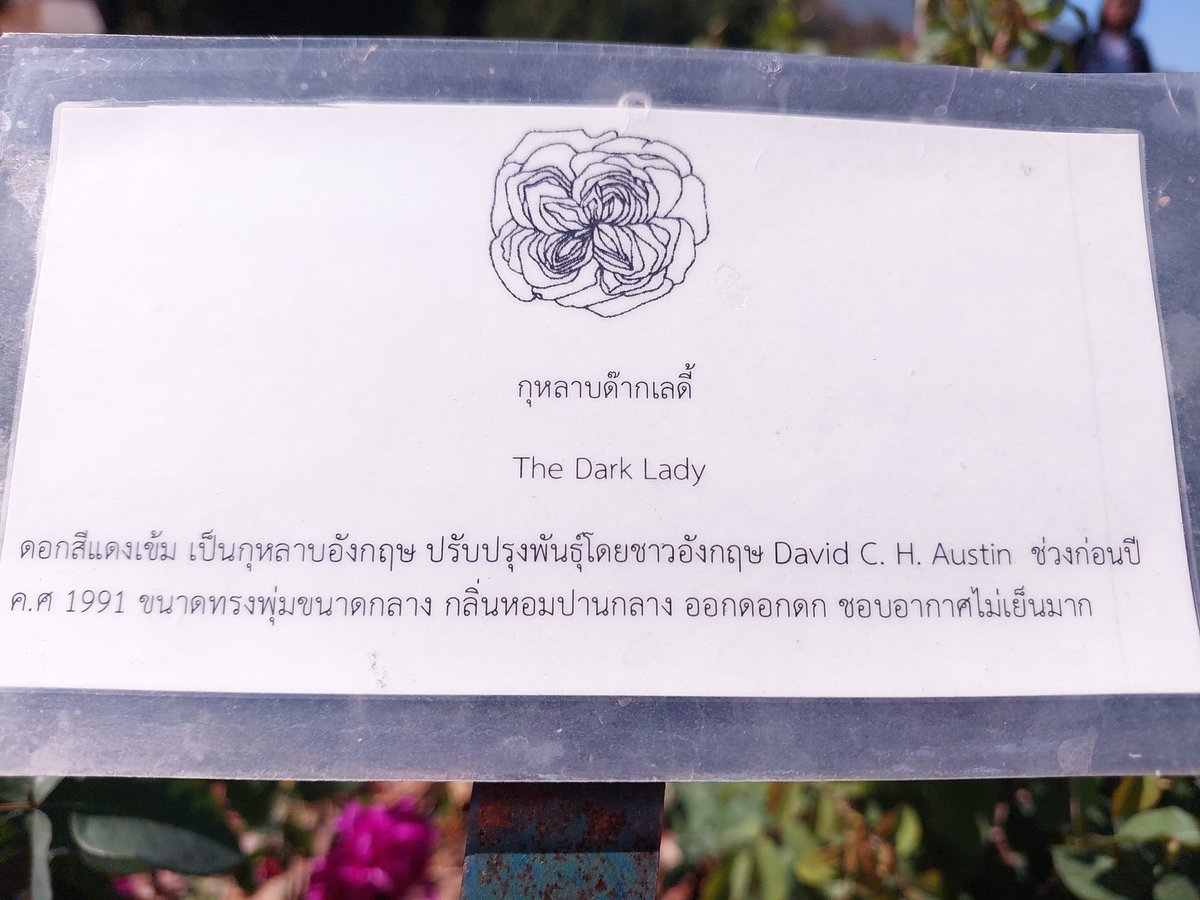 กุหลาบด๊ากเลดี้
The Dark Lady
ดอกสีแดงเข้ม เป็นกุหลาบอังกฤษ ปรับปรุงพันธุ์โดยชาวอังกฤษ David C. H. Austin ช่วงก่อนปี
ค.ศ 1991 ขนาดทรงพุ่มขนาดกลาง กลิ่นหอมปานกลาง ออกดอกดก ชอบอากาศไม่เย็นมาก